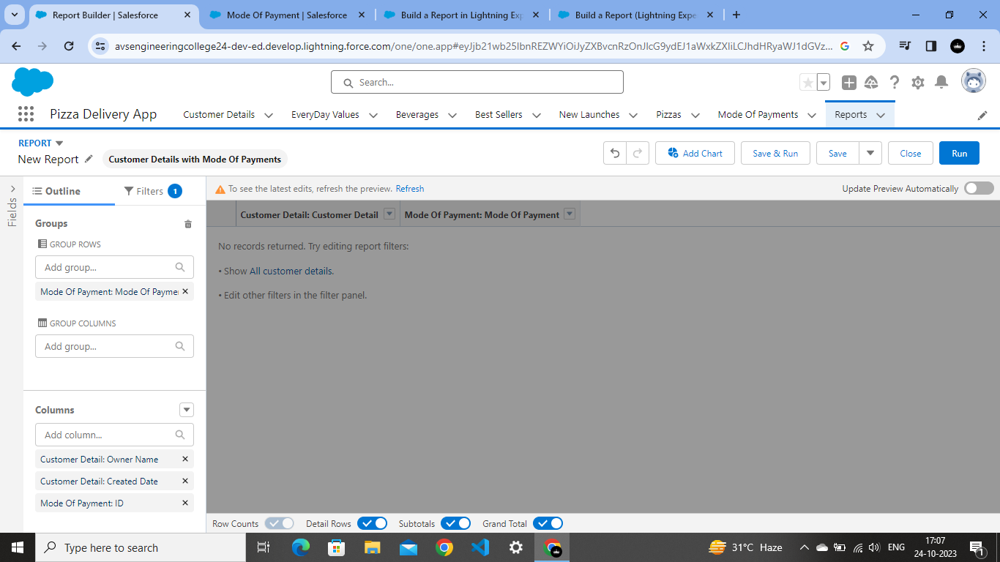 Report Builder | Salesforce
Mode Of Payment | Salesforce
Build a Report in Lightning Exp
Build a Report (Lightning Expe
avsengineeringcollege24-dev-ed.develop.lightning.force.com/one/one.app#eyJjb21wb25lbnREZWYiOiJyZXBvcnRzOnJlcG9ydEJ1aWxkZXIiLCJhdHRyaWJ1dGVz...
Search...
Pizza Delivery App
Customer Details
EveryDay Values
Beverages
Best Sellers
New Launches
Pizzas
Mode Of Payments
Reports
REPORT
New Report
Customer Details with Mode Of Payments
Add Chart
Save & Run
Save
Close
Run
Fields
Outline
Filters
1
To see the latest edits, refresh the preview. Refresh
Update Preview Automatically
Groups
GROUP ROWS
Add group...
Mode Of Payment: Mode Of Payme
GROUP COLUMNS
Add group...
Columns
Add column...
Customer Detail: Owner Name
Customer Detail: Created Date
Mode Of Payment: ID
Customer Detail: Customer Detail
Mode Of Payment: Mode Of Payment
No records returned. Try editing report filters:
• Show All customer details.
• Edit other filters in the filter panel.
Row Counts
Detail Rows
Subtotals
Grand Total
Type here to search
31°C Haze
ENG
17:07
24-10-2023
1